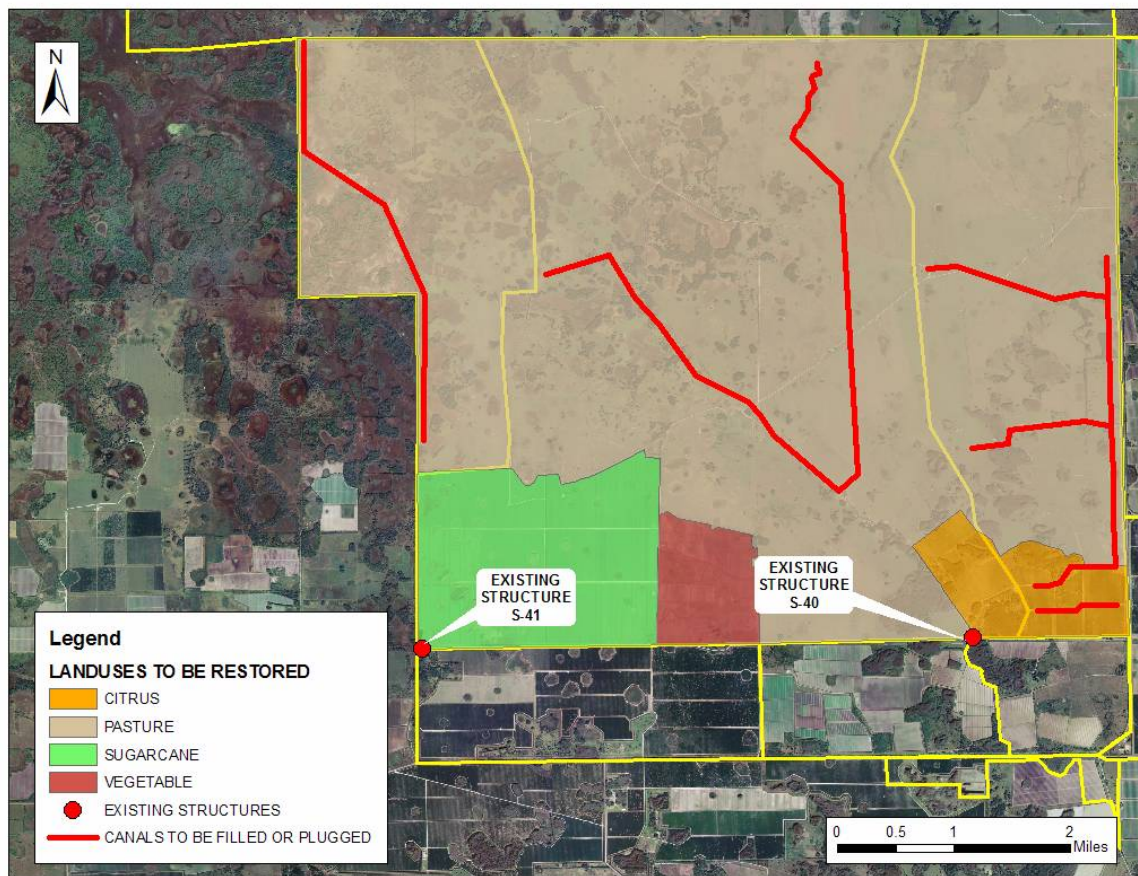 N
EXISTING
STRUCTURE
S-41
EXISTING
STRUCTURE
S-40
Legend
LANDUSES TO BE RESTORED
CITRUS
PASTURE
SUGARCANE
VEGETABLE
EXISTING STRUCTURES
CANALS TO BE FILLED OR PLUGGED
0 0.5 1 2
Miles